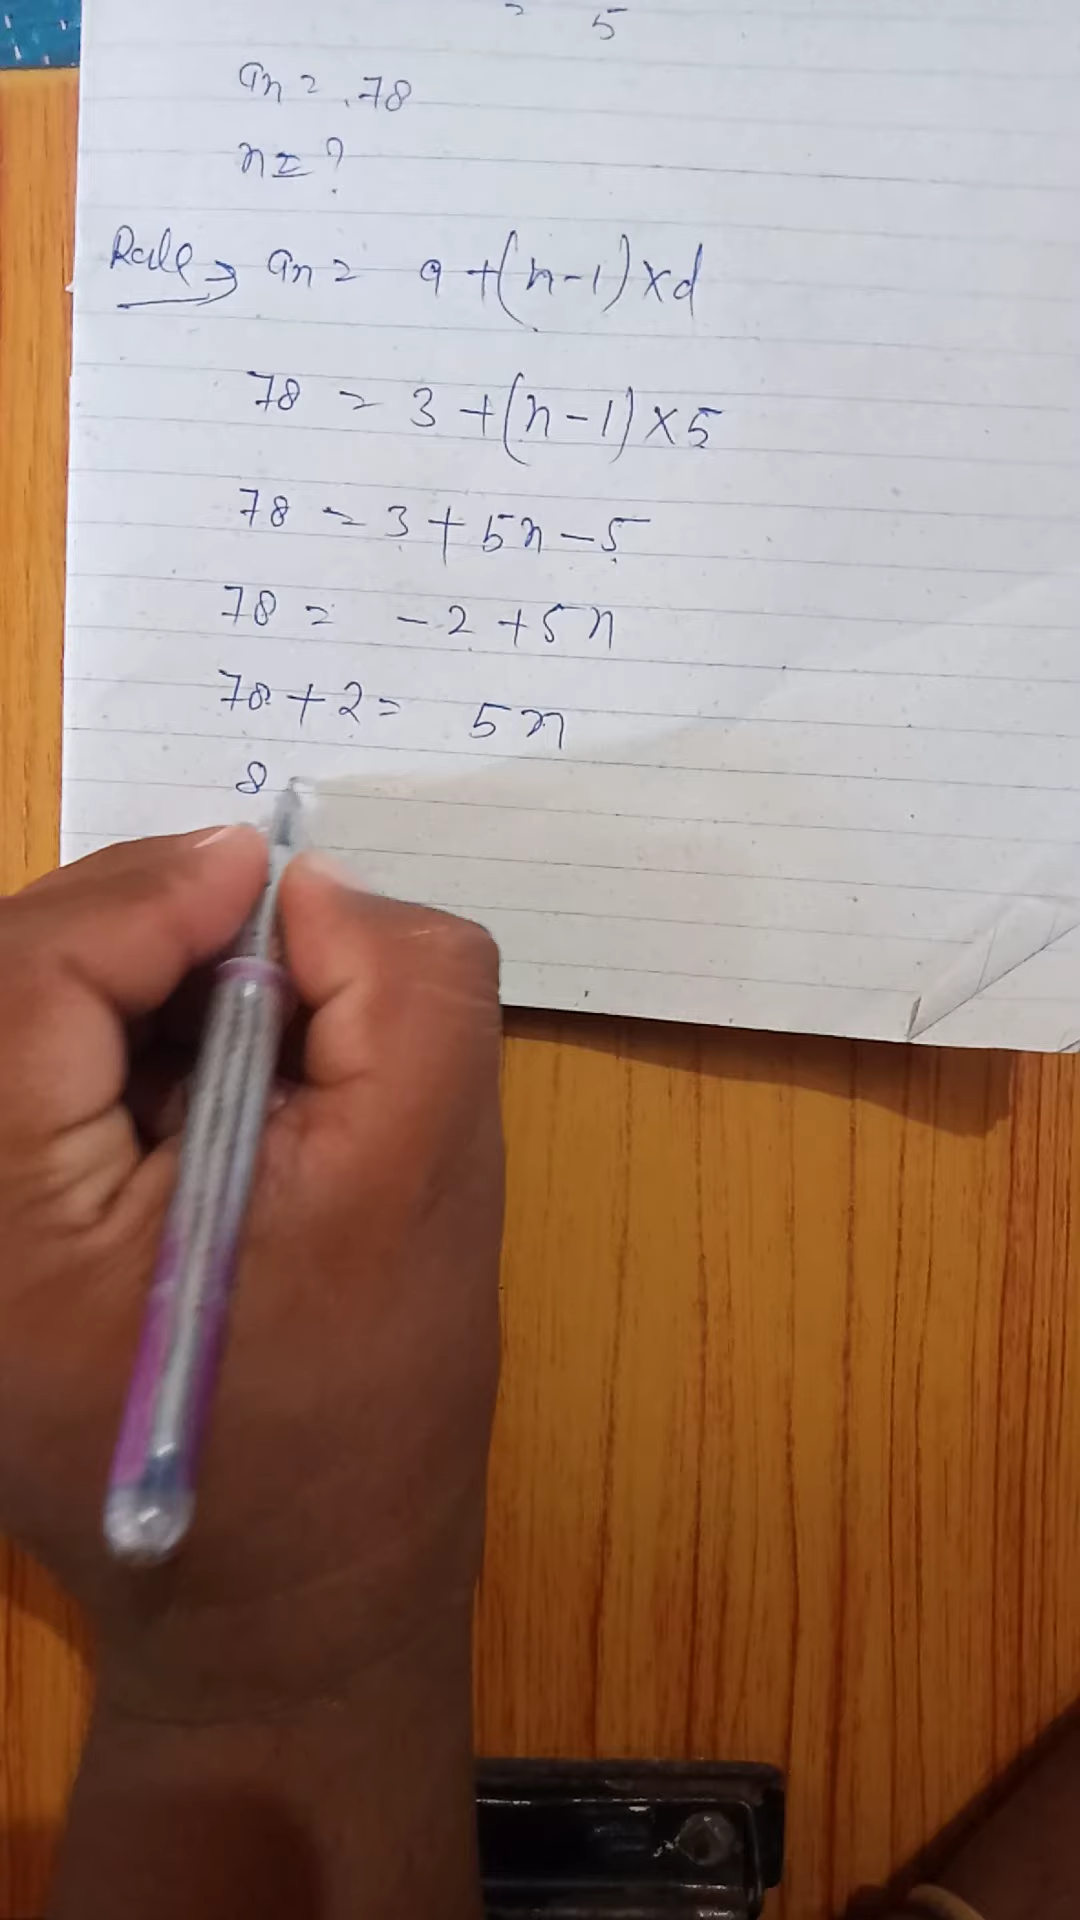 = 5
an = .78
n = ?
Rule → an = a + (n-1) × d
78 = 3 + (n-1) × 5
78 = 3 + 5n - 5
78 = -2 + 5n
78 + 2 = 5n
8